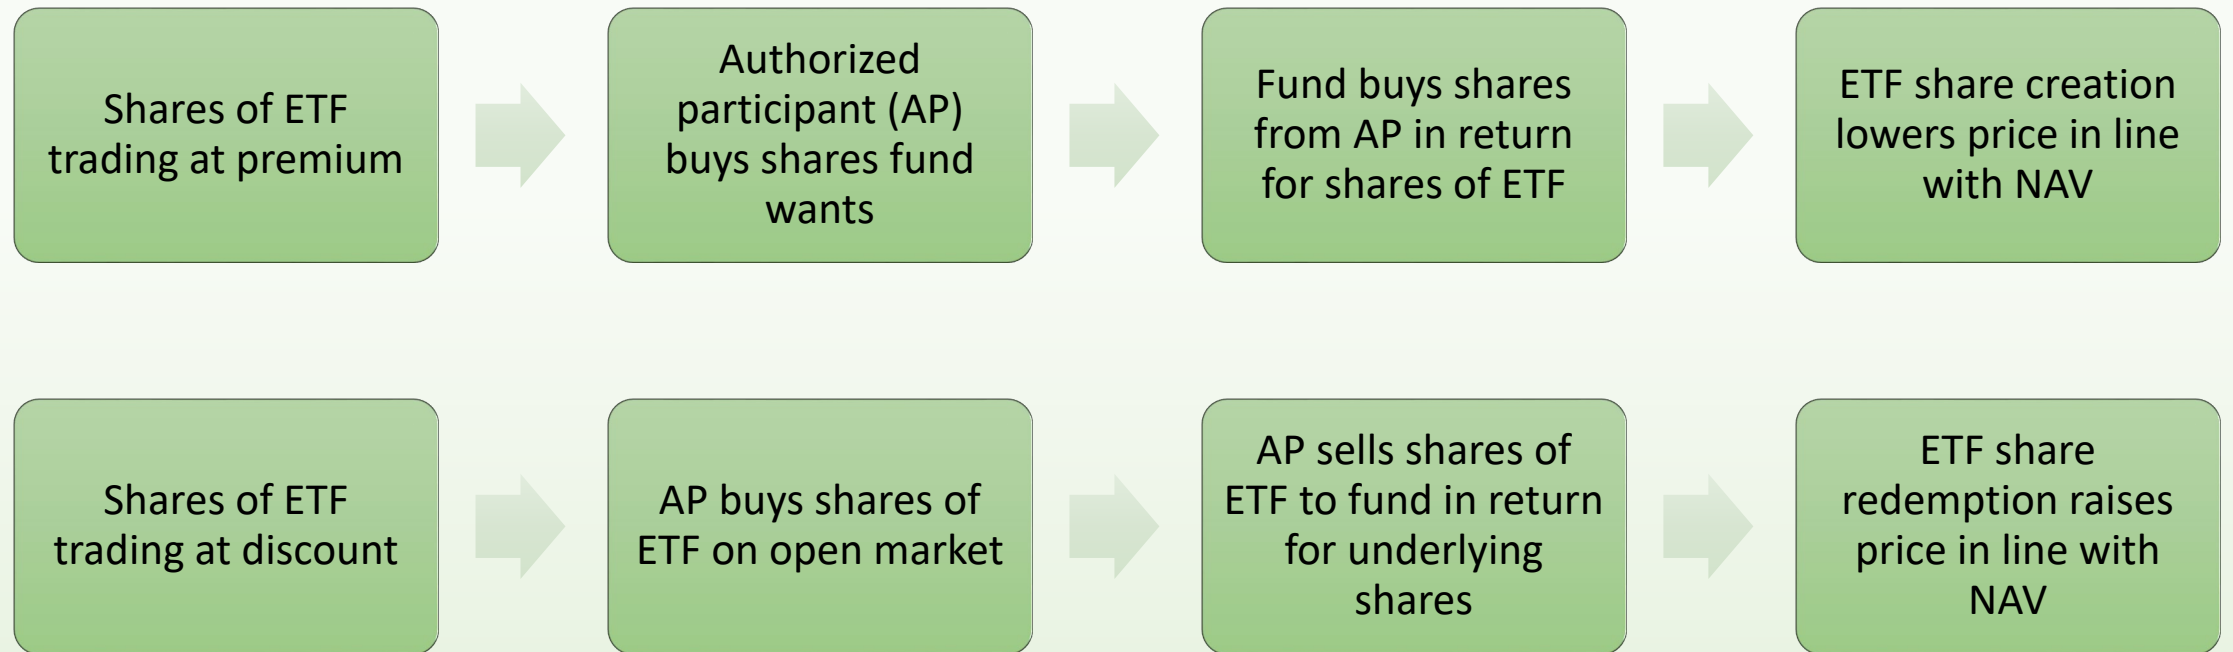 Shares of ETF
trading at premium
Authorized
participant (AP)
buys shares fund
wants
Fund buys shares
from AP in return
for shares of ETF
ETF share creation
lowers price in line
with NAV
Shares of ETF
trading at discount
AP buys shares of
ETF on open market
AP sells shares of
ETF to fund in return
for underlying
shares
ETF share
redemption raises
price in line with
NAV